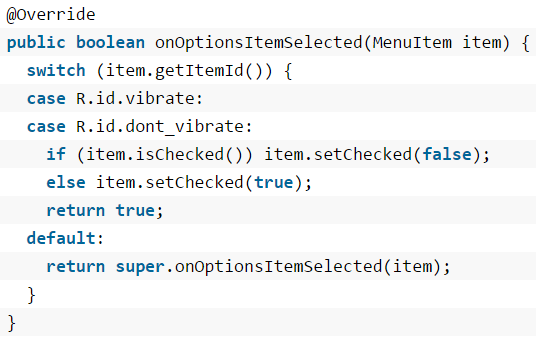 @Override
public boolean onOptionsItemSelected(MenuItem item) {
  switch (item.getItemId()) {
  case R.id.vibrate:
  case R.id.dont_vibrate:
    if (item.isChecked()) item.setChecked(false);
    else item.setChecked(true);
    return true;
  default:
    return super.onOptionsItemSelected(item);
  }
}